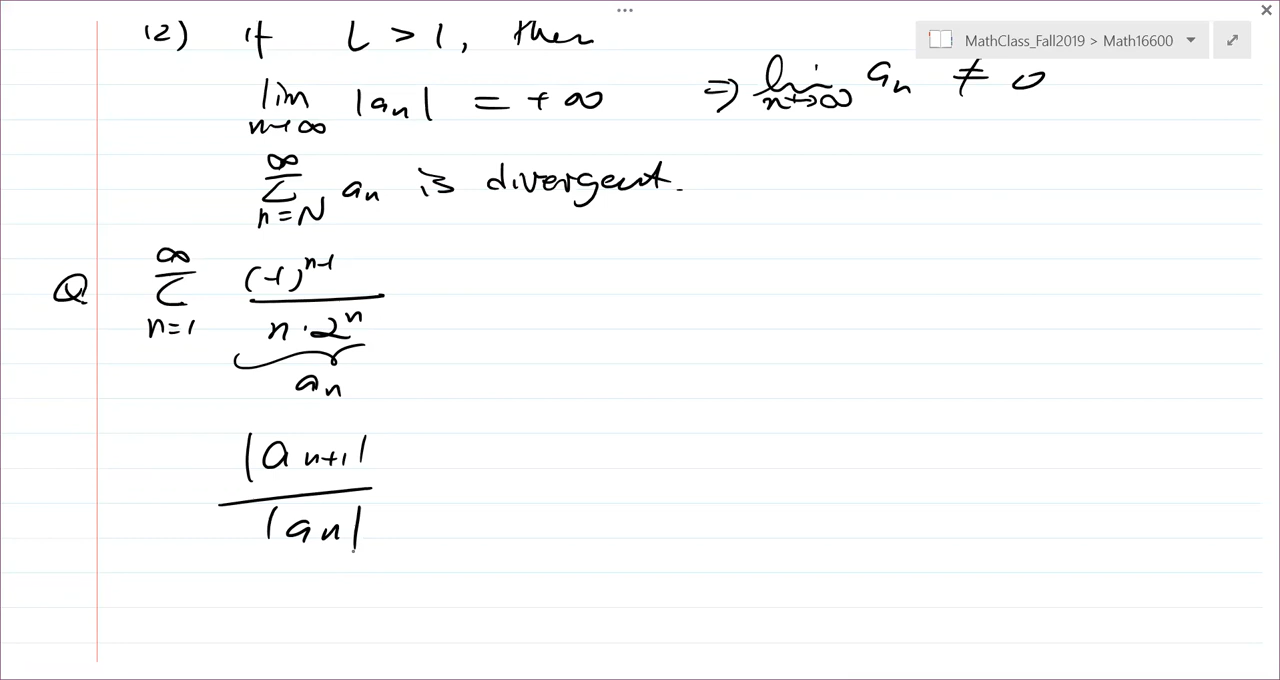 MathClass_Fall2019 > Math16600
(2) if L > 1, then
lim n→∞ |an| = +∞ ⇒ lim n→∞ an ≠ 0
∞ Σ n=N an is divergent.
Q ∞ Σ n=1 (-1)^{n-1} / n · 2^n
an
|an+1|
|an|